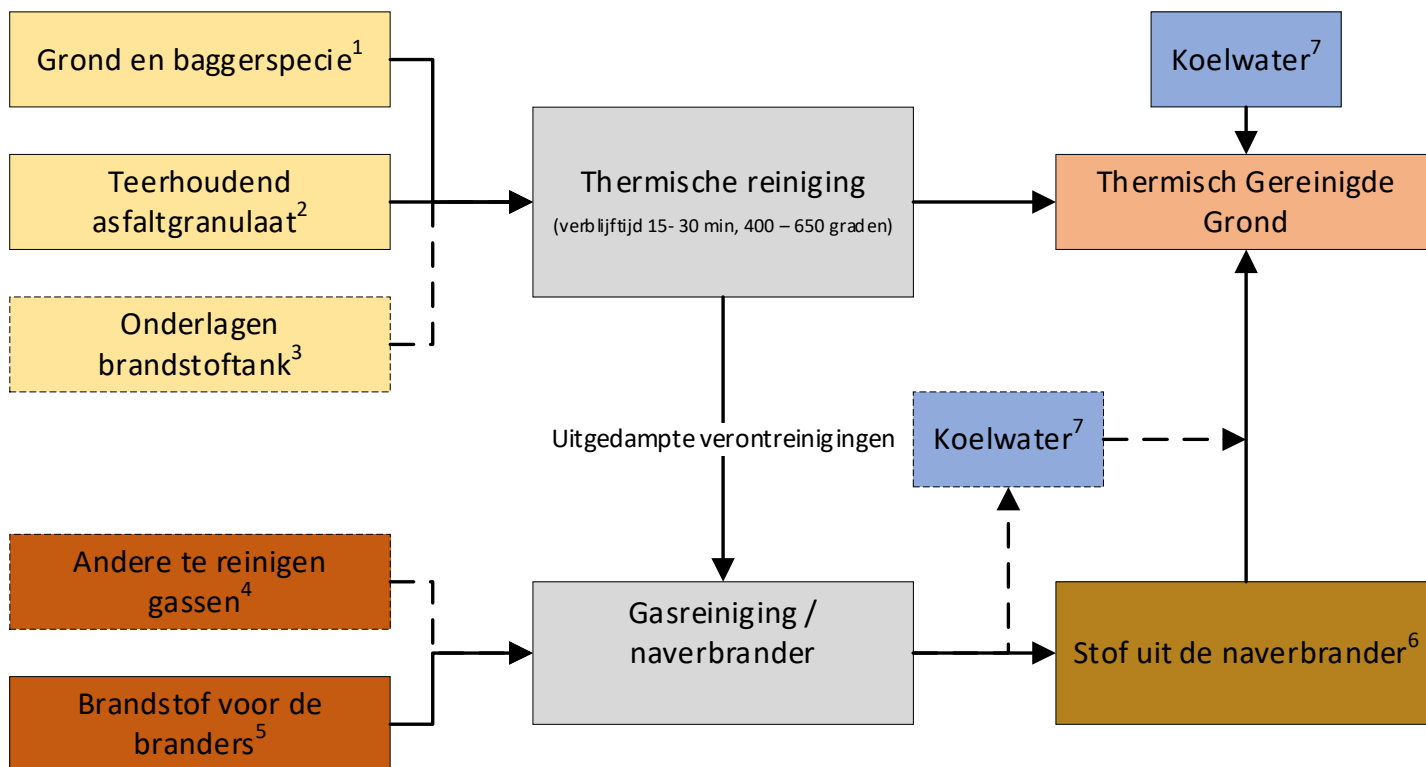 Grond en baggerspecie¹
Koelwater⁷
Teerhoudend
asfaltgranulaat²
Thermische reiniging
(verblijftijd 15- 30 min, 400 – 650 graden)
Thermisch Gereinigde
Grond
Onderlagen
brandstoftank³
Uitgedampte verontreinigingen
Koelwater⁷
Andere te reinigen
gassen⁴
Gasreiniging /
naverbrander
Stof uit de naverbrander⁶
Brandstof voor de
branders⁵